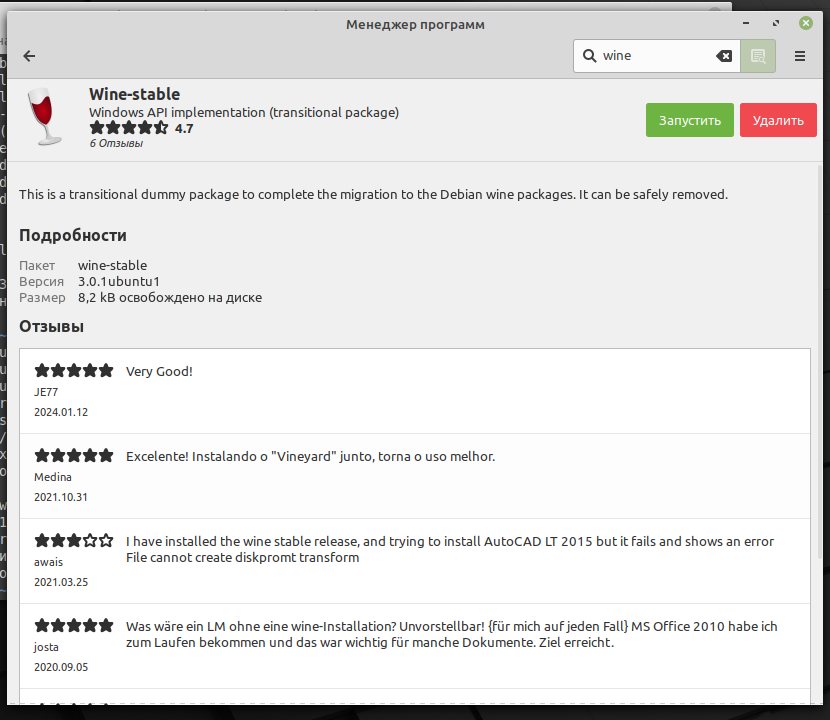 Менеджер программ
wine
Wine-stable
Windows API implementation (transitional package)
4.7
6 Отзывы
Запустить
Удалить
This is a transitional dummy package to complete the migration to the Debian wine packages. It can be safely removed.
Подробности
Пакет wine-stable
Версия 3.0.1ubuntu1
Размер 8,2 kB освобождено на диске
Отзывы
Very Good!
JE77
2024.01.12
Excelente! Instalando o "Vineyard" junto, torna o uso melhor.
Medina
2021.10.31
I have installed the wine stable release, and trying to install AutoCAD LT 2015 but it fails and shows an error
File cannot create diskpromt transform
awais
2021.03.25
Was wäre ein LM ohne eine wine-Installation? Unvorstellbar! {für mich auf jeden Fall} MS Office 2010 habe ich
zum Laufen bekommen und das war wichtig für manche Dokumente. Ziel erreicht.
josta
2020.09.05